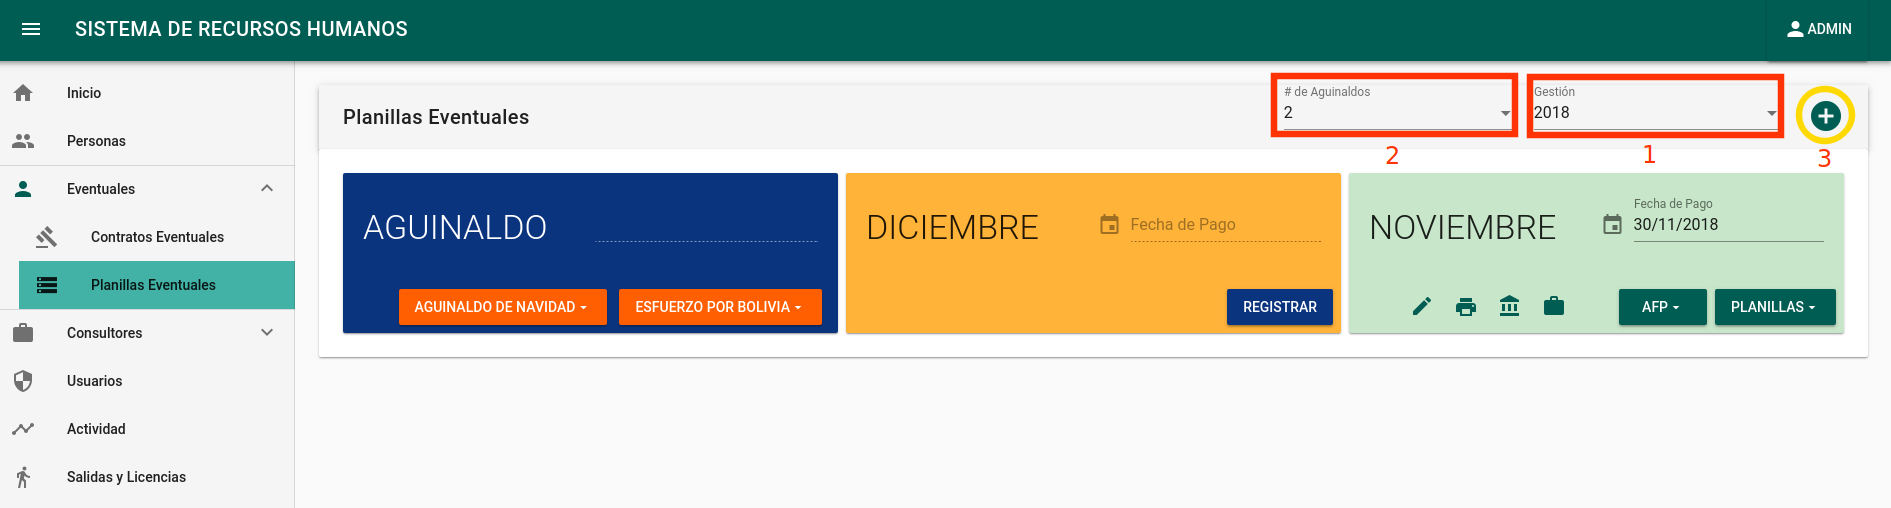 SISTEMA DE RECURSOS HUMANOS
ADMIN
Inicio
Personas
Eventuales
Contratos Eventuales
Planillas Eventuales
Consultores
Usuarios
Actividad
Salidas y Licencias
Planillas Eventuales
# de Aguinaldos
2
Gestión
2018
2
1
3
AGUINALDO
AGUINALDO DE NAVIDAD
ESFUERZO POR BOLIVIA
DICIEMBRE
Fecha de Pago
REGISTRAR
NOVIEMBRE
Fecha de Pago
30/11/2018
AFP
PLANILLAS